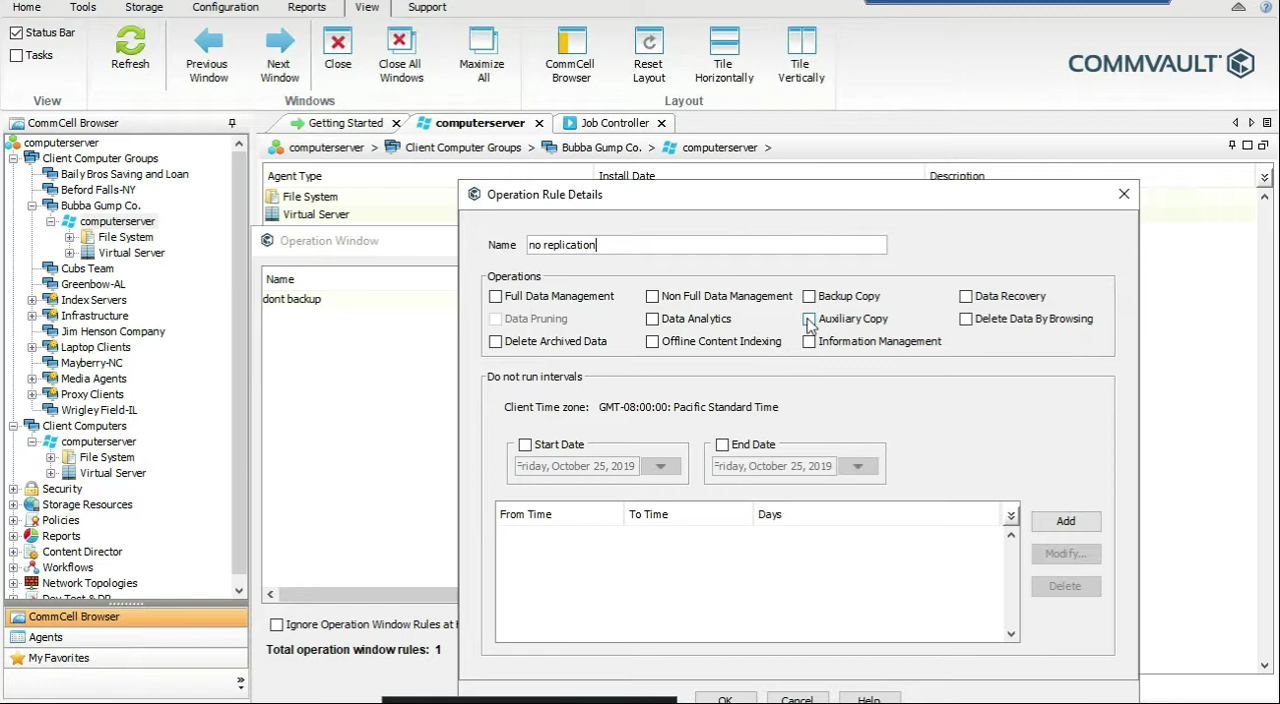 Home Tools Storage Configuration Reports View Support
Status Bar
Tasks
Refresh
Previous Window
Next Window
Close
Close All Windows
Maximize All
CommCell Browser
Reset Layout
Tile Horizontally
Tile Vertically
COMMVAULT
View Windows Layout
CommCell Browser
Getting Started computerserver Job Controller
computerserver > Client Computer Groups > Bubba Gump Co. > computerserver >
Agent Type Install Date Description
File System
Virtual Server
computerserver
Client Computer Groups
Baily Bros Saving and Loan
Beford Falls-NY
Bubba Gump Co.
computerserver
File System
Virtual Server
Cubs Team
Greenbow-AL
Index Servers
Infrastructure
Jim Henson Company
Laptop Clients
Mayberry-NC
Media Agents
Proxy Clients
Wrigley Field-IL
Client Computers
computerserver
File System
Virtual Server
Security
Storage Resources
Policies
Reports
Content Director
Workflows
Network Topologies
CommCell Browser
Agents
My Favorites
Operation Window
Name
dont backup
Ignore Operation Window Rules at
Total operation window rules: 1
Operation Rule Details
Name no replication
Operations
Full Data Management Non Full Data Management Backup Copy Data Recovery
Data Pruning Data Analytics Auxiliary Copy Delete Data By Browsing
Delete Archived Data Offline Content Indexing Information Management
Do not run intervals
Client Time zone: GMT-08:00:00: Pacific Standard Time
Start Date End Date
Friday, October 25, 2019 Friday, October 25, 2019
From Time To Time Days
Add
Modify...
Delete
OK Cancel Help